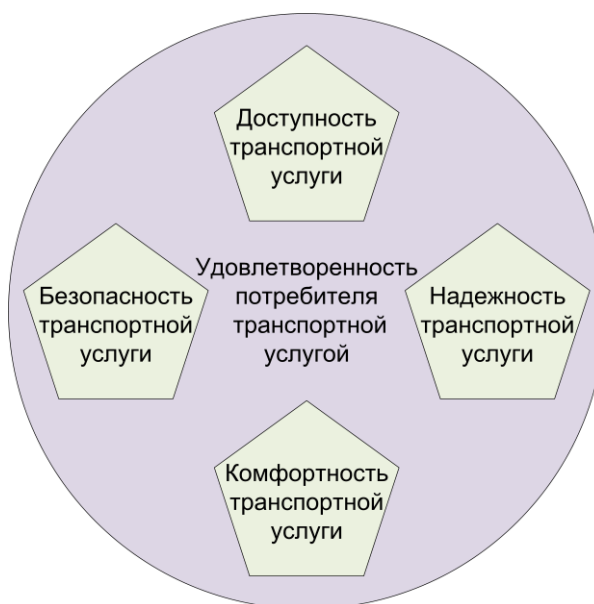 Доступность
транспортной
услуги
Безопасность
транспортной
услуги
Удовлетворенность
потребителя
транспортной
услугой
Надежность
транспортной
услуги
Комфортность
транспортной
услуги